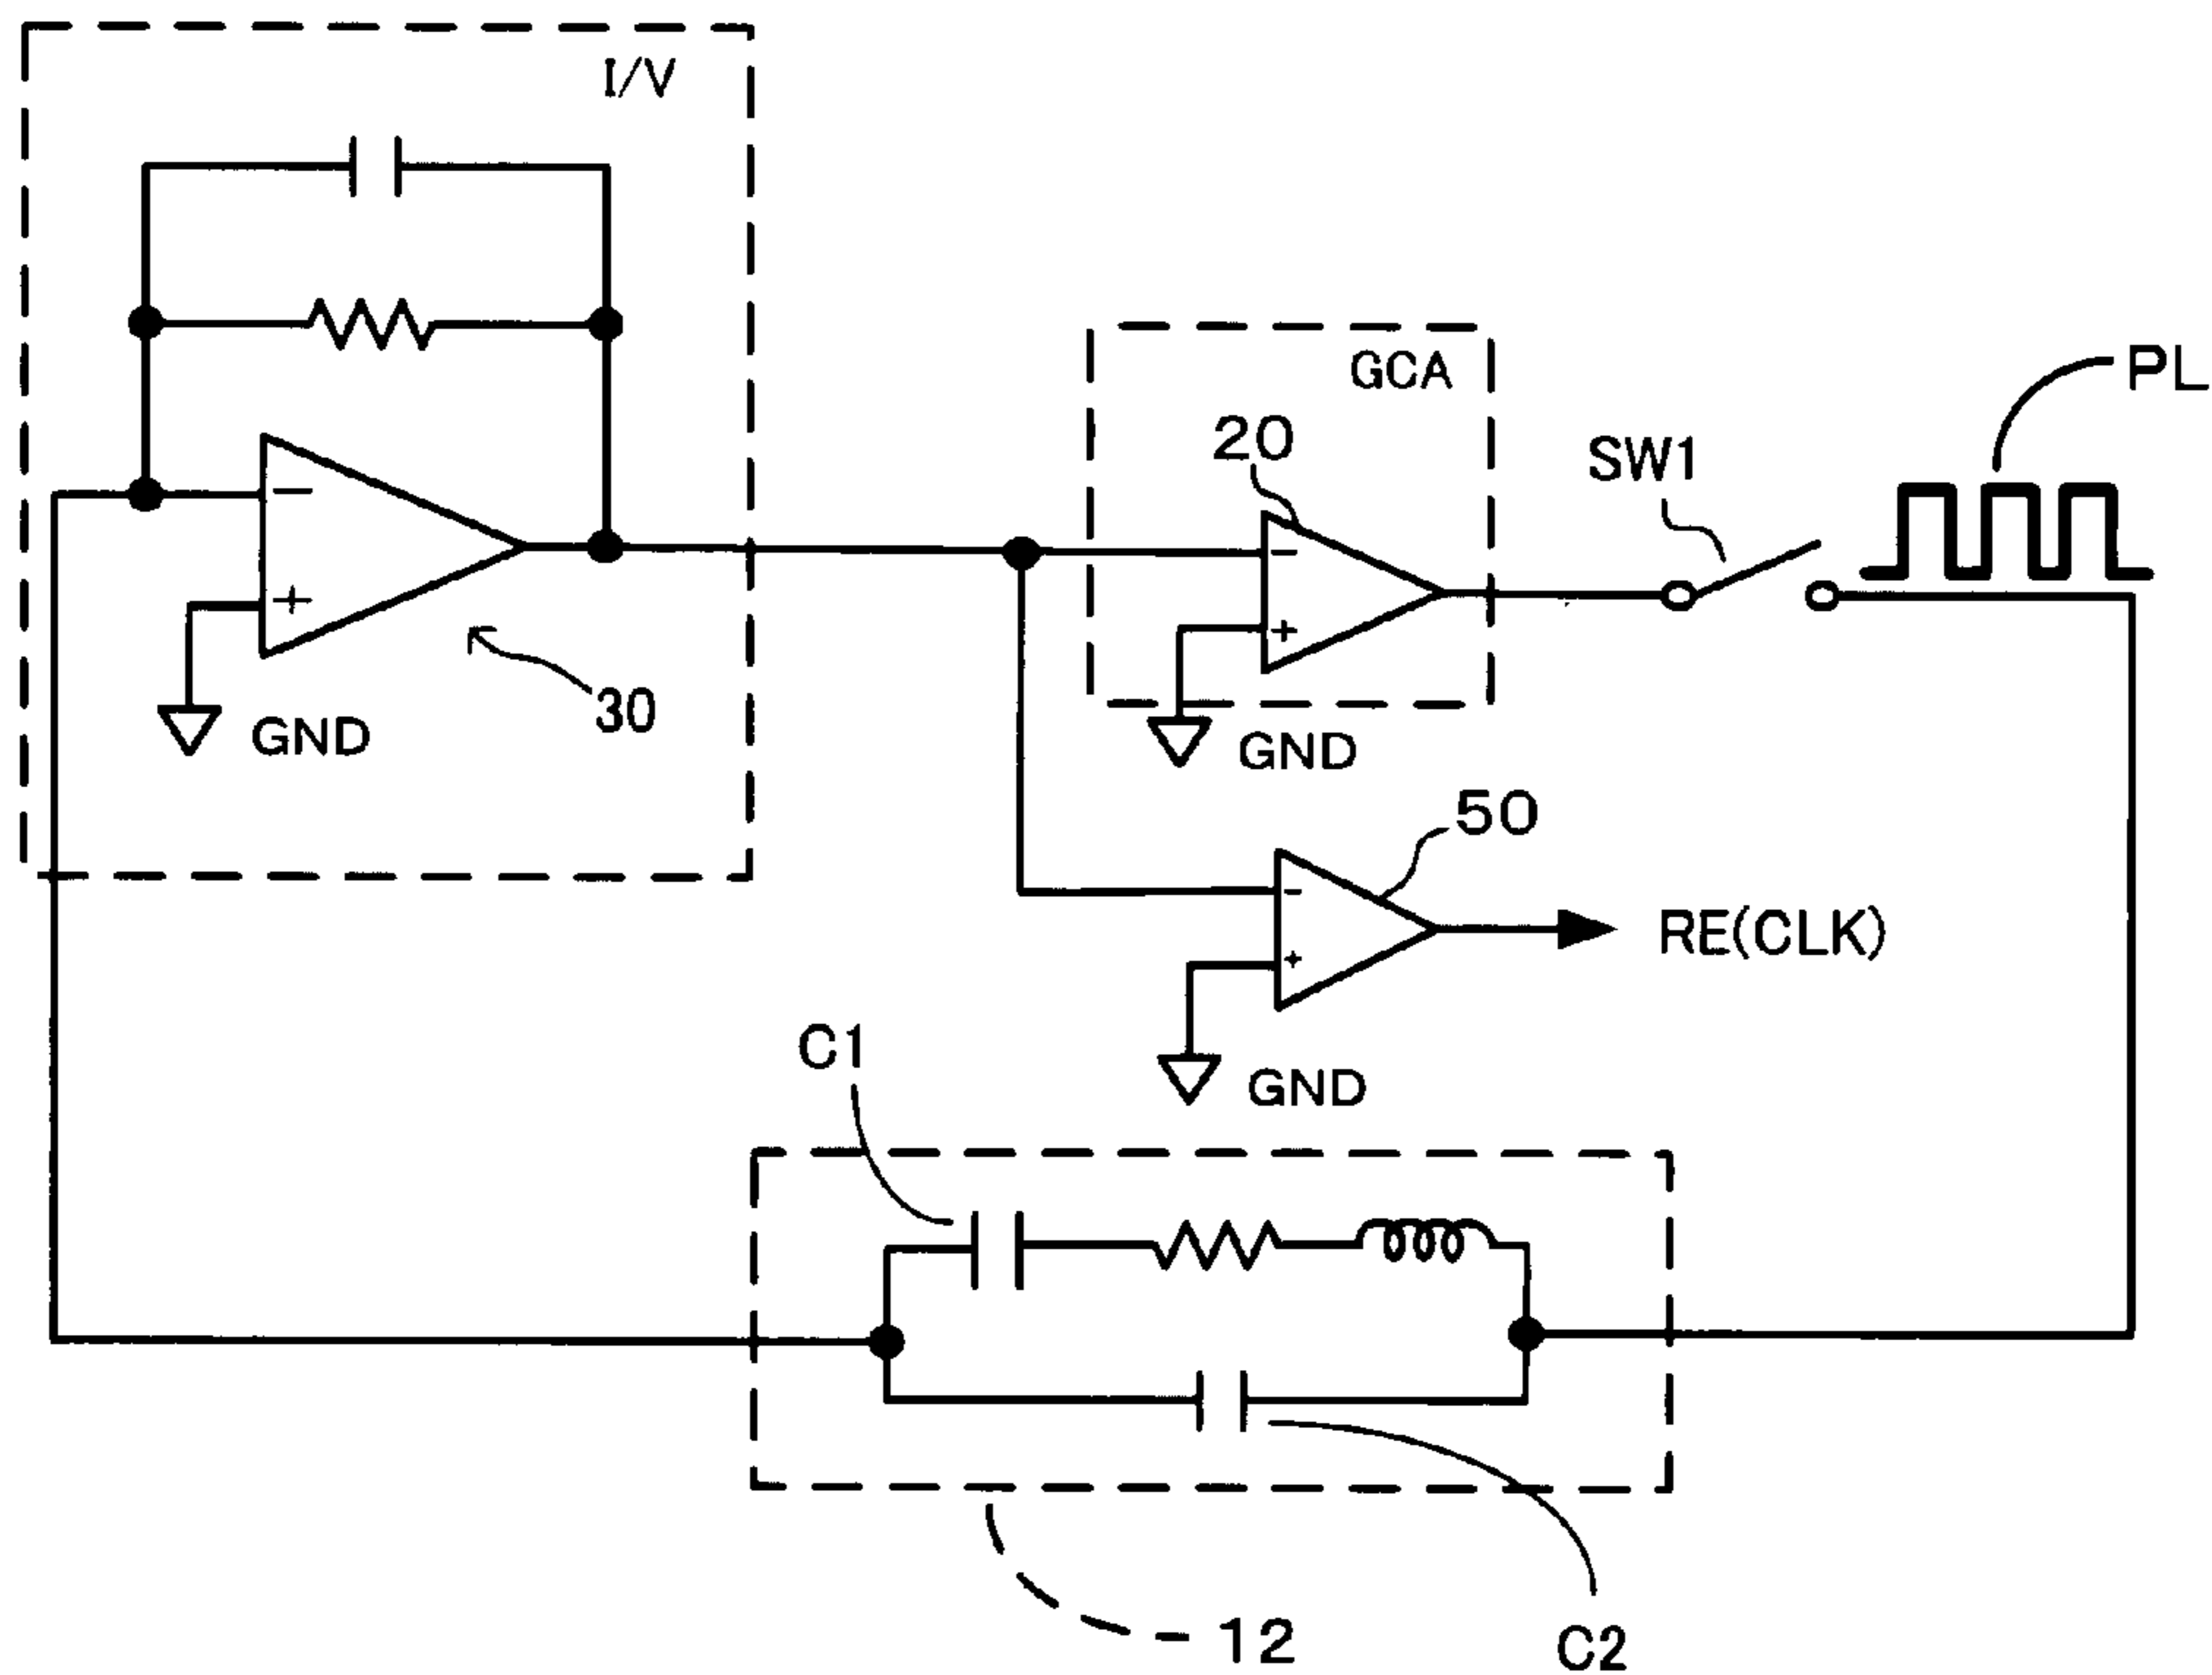 I/V
GCA
PL
20
SW1
−
−
+
+
30
GND
GND
50
-
RE(CLK)
+
C1
GND
12
C2